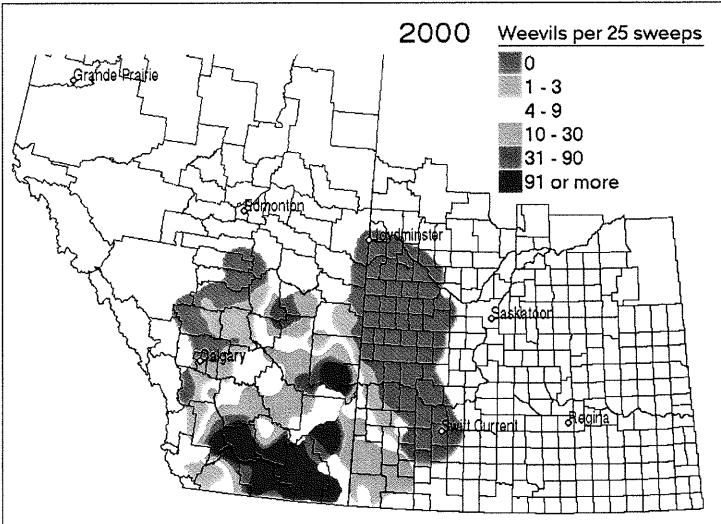 2000
Weevils per 25 sweeps
0
1 - 3
4 - 9
10 - 30
31 - 90
91 or more
Grande Prairie
Edmonton
Lloydminster
Saskatoon
Calgary
Swift Current
Regina